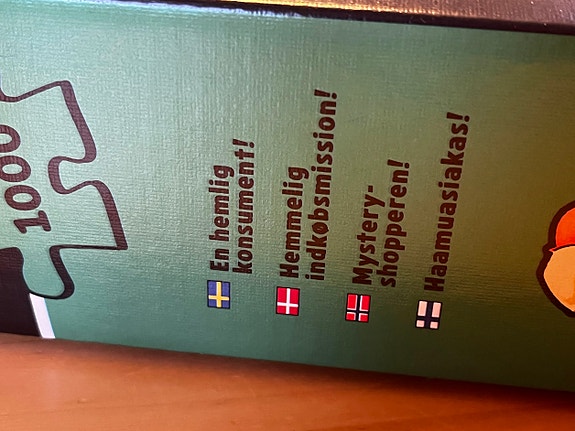 1000
En hemlig
konsument!
Hemmelig
indkøbsmission!
Mystery-
shopperen!
Haamuasiakas!